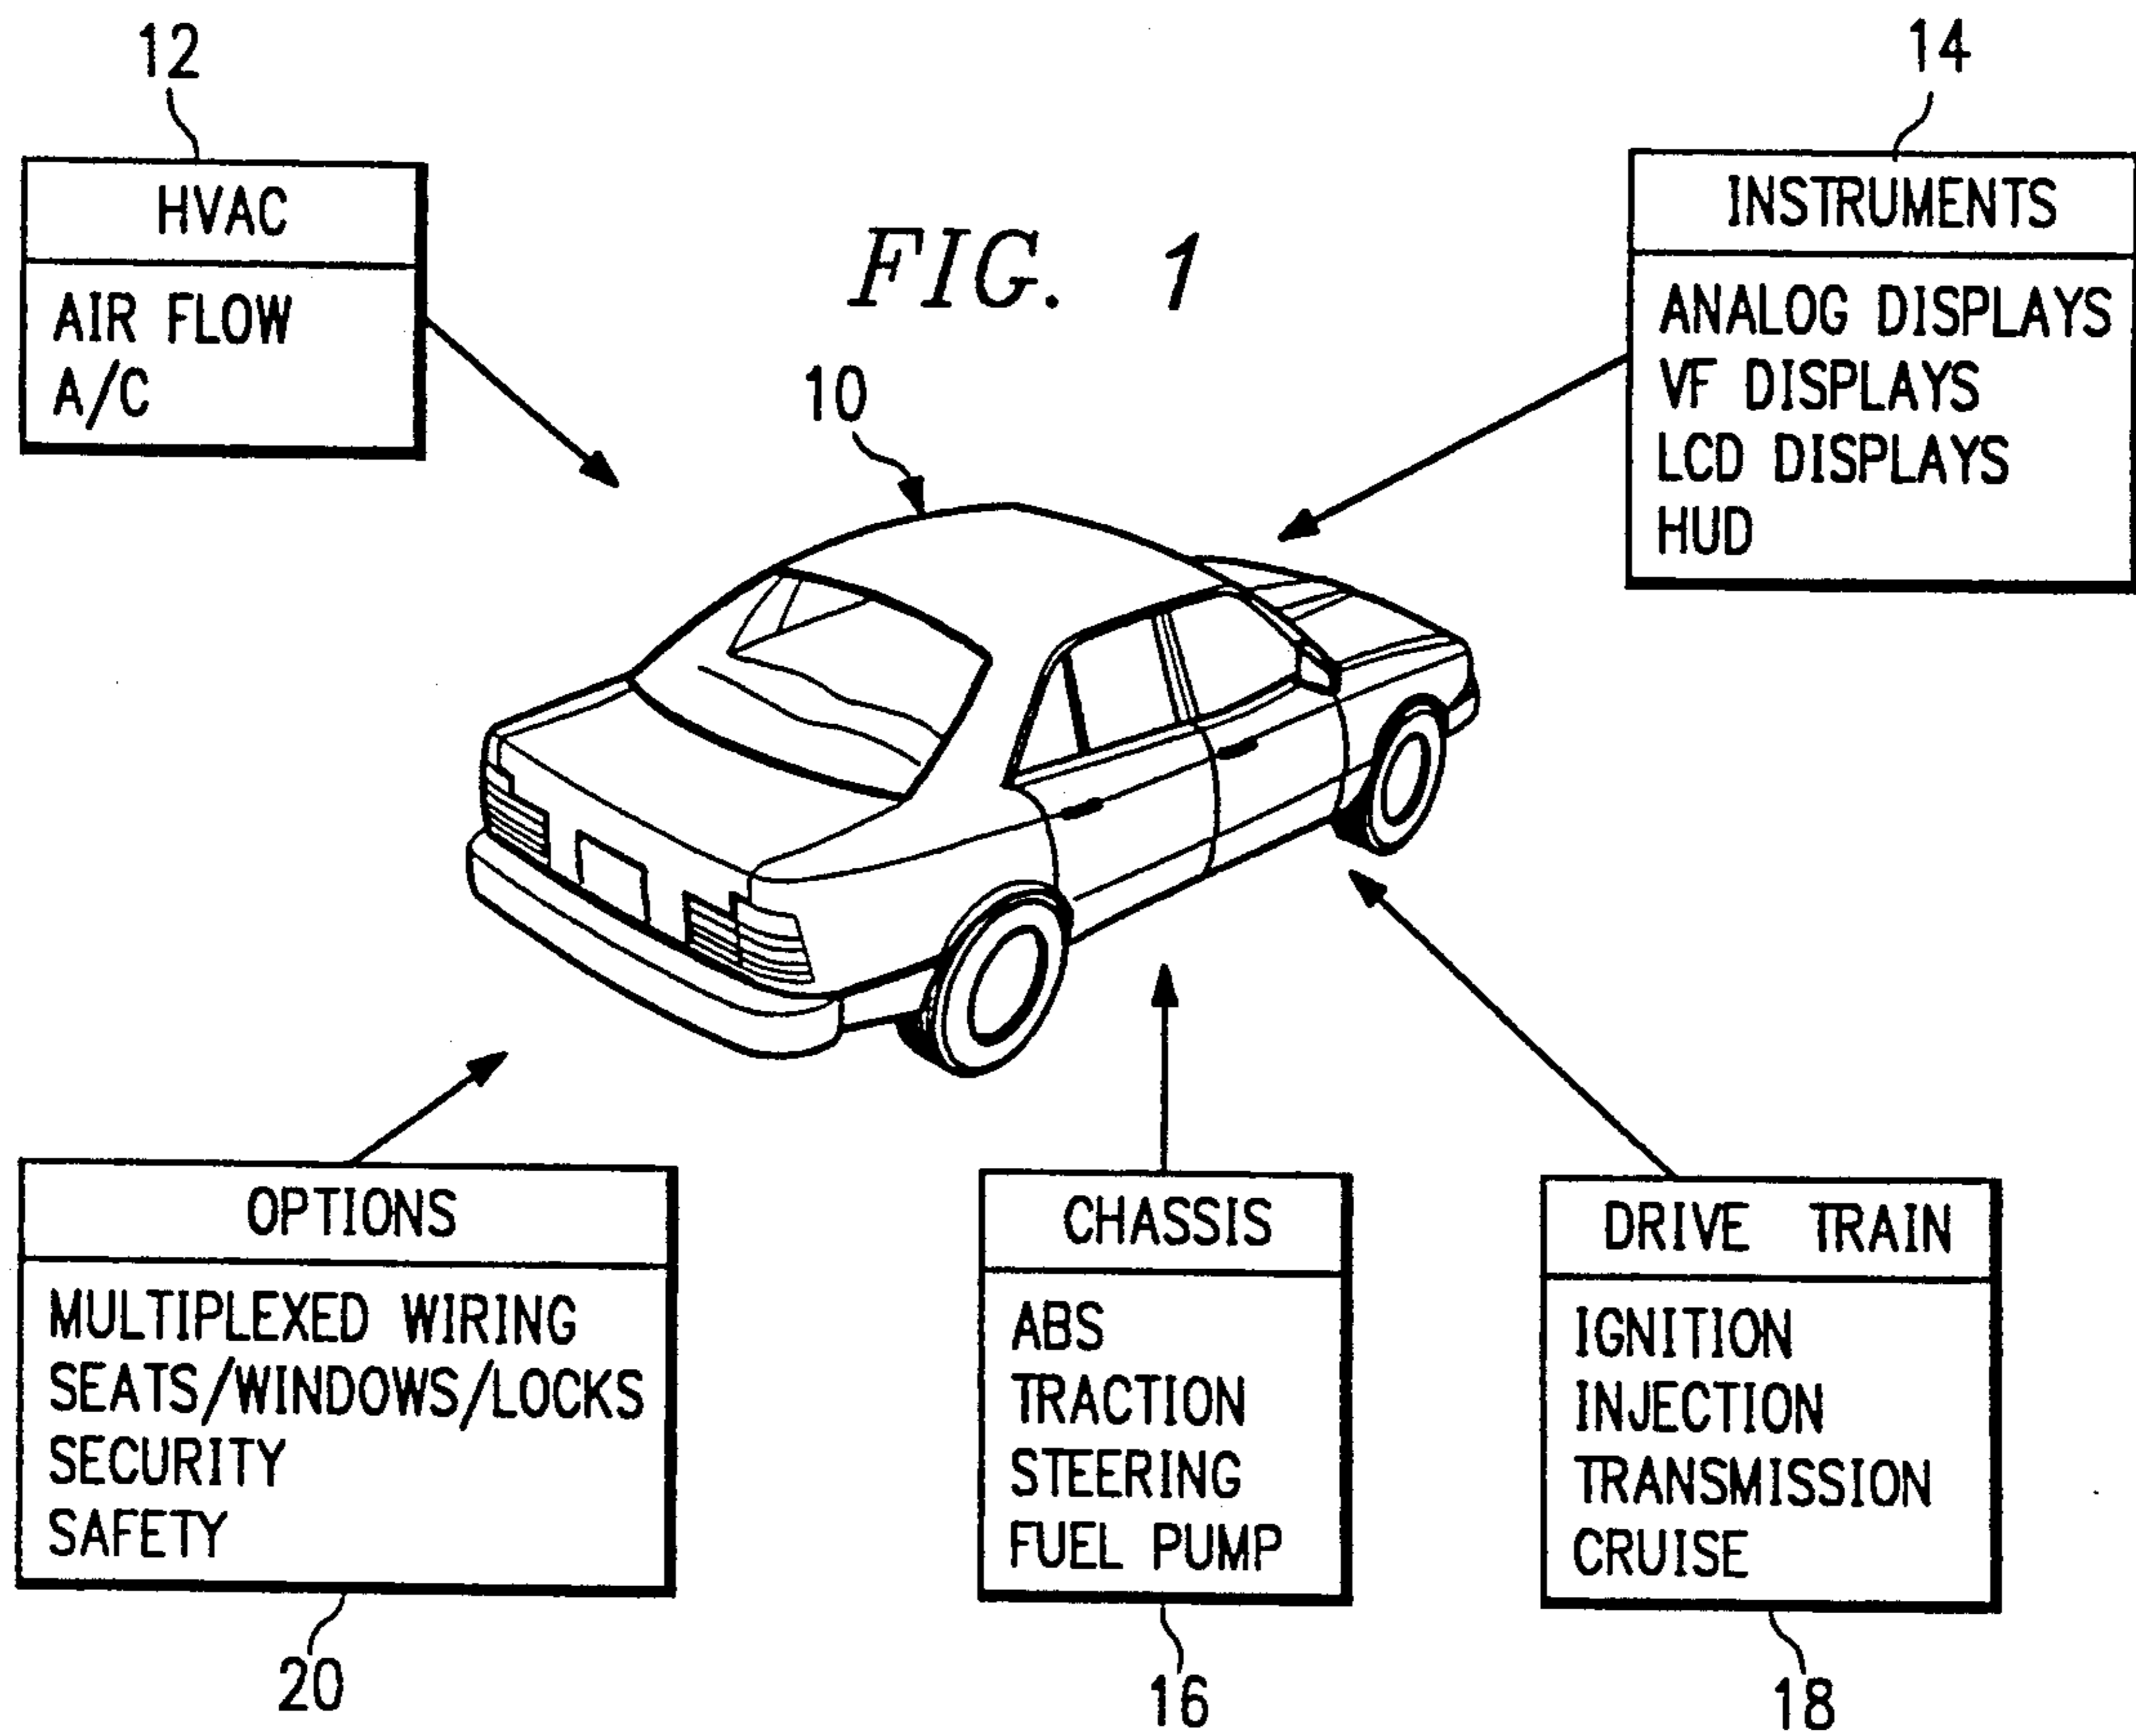 12
HVAC
AIR FLOW
A/C
FIG. 1
10
14
INSTRUMENTS
ANALOG DISPLAYS
VF DISPLAYS
LCD DISPLAYS
HUD
OPTIONS
MULTIPLEXED WIRING
SEATS/WINDOWS/LOCKS
SECURITY
SAFETY
20
CHASSIS
ABS
TRACTION
STEERING
FUEL PUMP
16
DRIVE TRAIN
IGNITION
INJECTION
TRANSMISSION
CRUISE
18